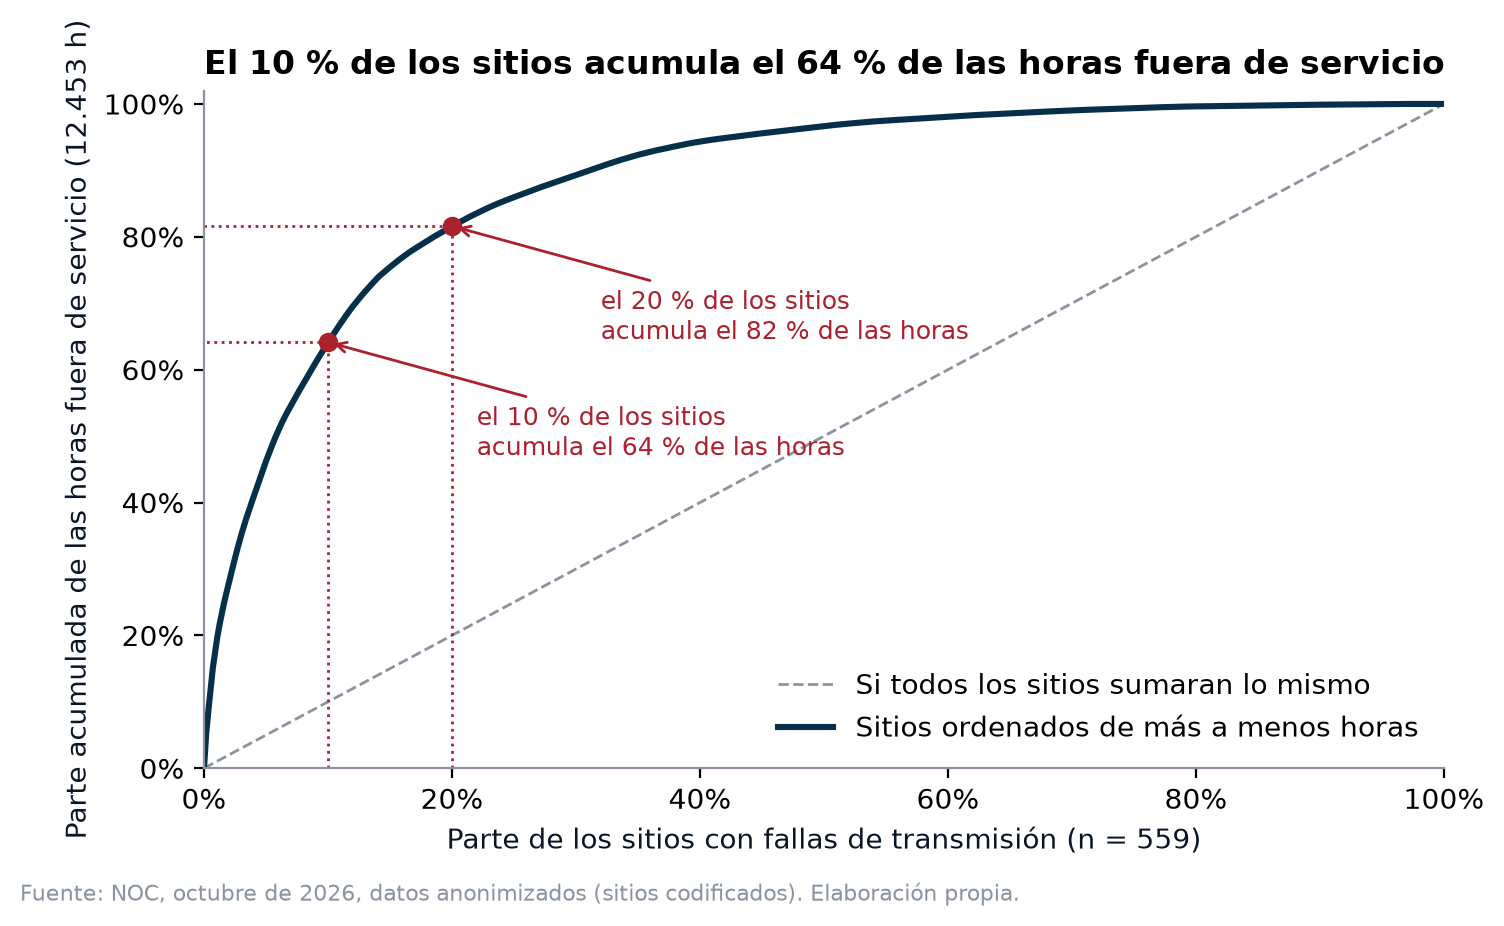 El 10 % de los sitios acumula el 64 % de las horas fuera de servicio
Parte acumulada de las horas fuera de servicio (12.453 h)
100%
80%
60%
40%
20%
0%
el 20 % de los sitios
acumula el 82 % de las horas
el 10 % de los sitios
acumula el 64 % de las horas
Si todos los sitios sumaran lo mismo
Sitios ordenados de más a menos horas
0%
20%
40%
60%
80%
100%
Parte de los sitios con fallas de transmisión (n = 559)
Fuente: NOC, octubre de 2026, datos anonimizados (sitios codificados). Elaboración propia.